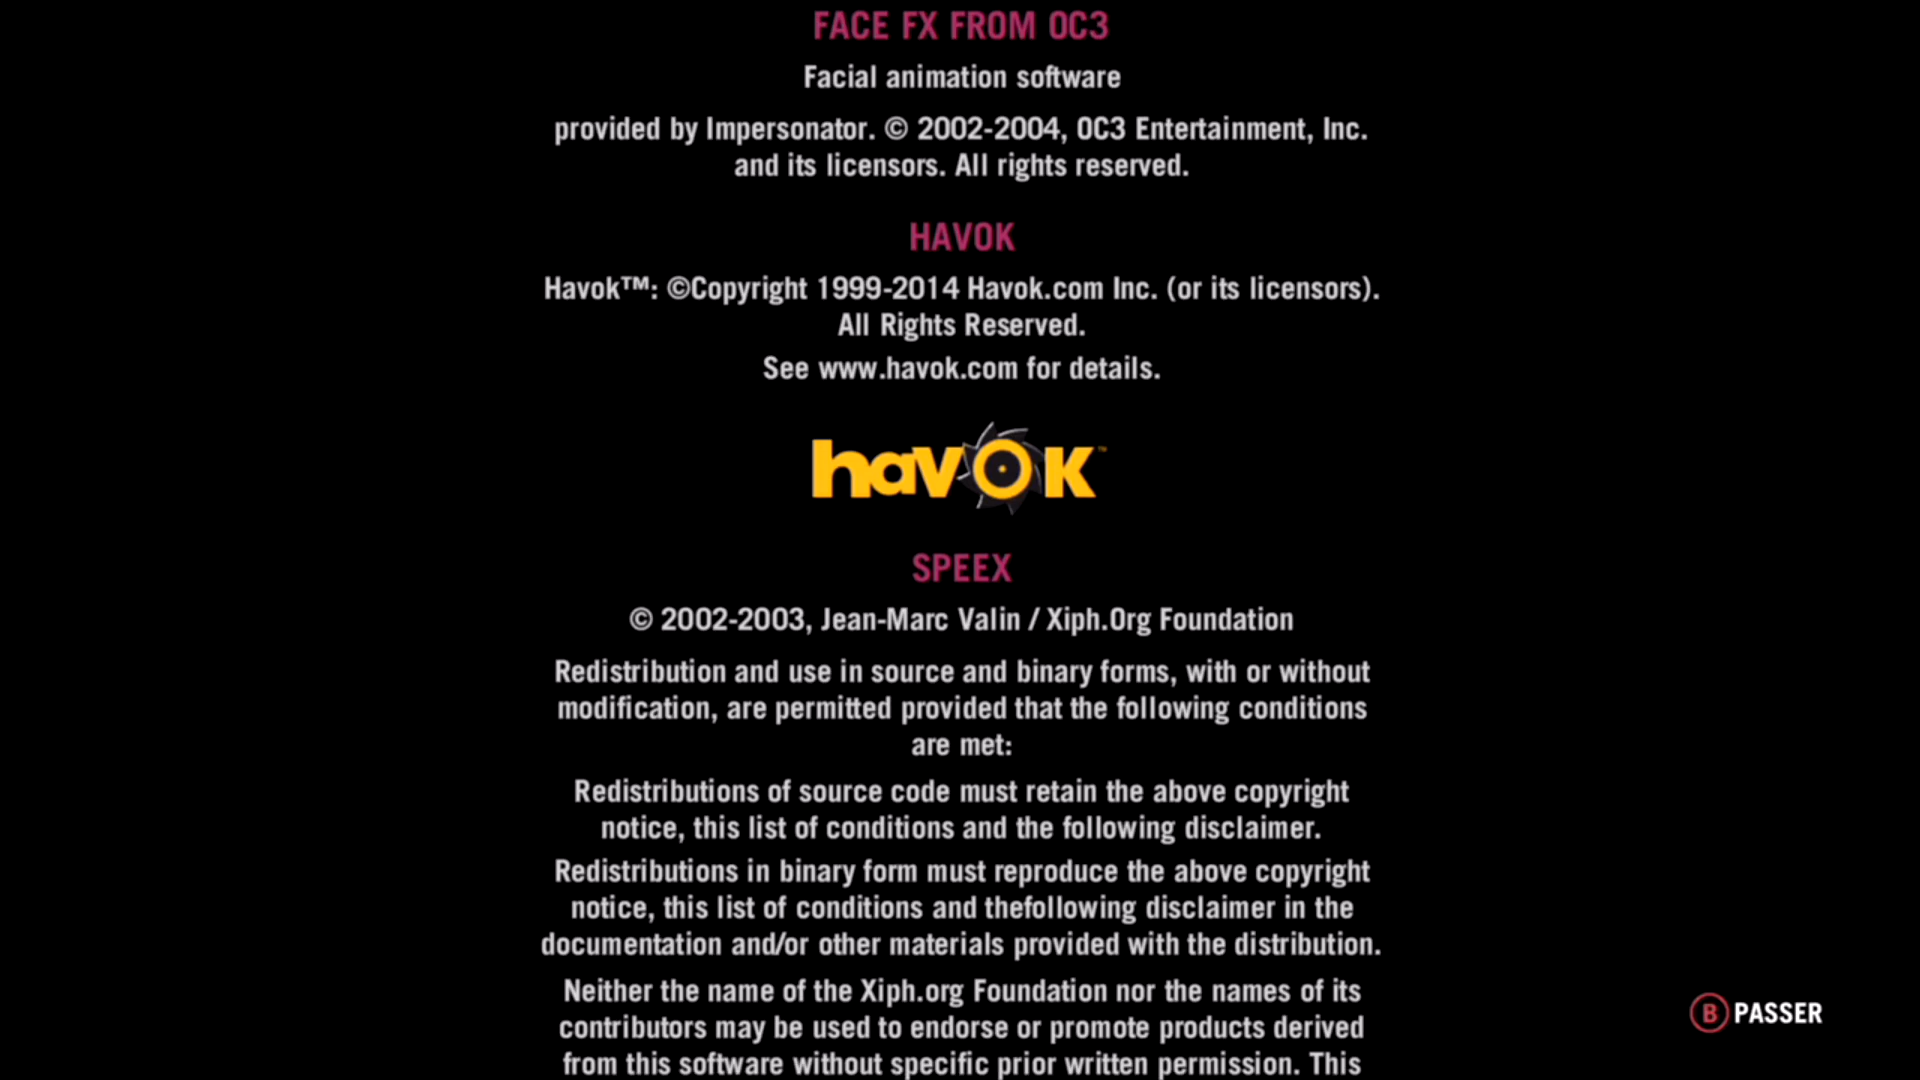 FACE FX FROM OC3
Facial animation software
provided by Impersonator. © 2002-2004, OC3 Entertainment, Inc.
and its licensors. All rights reserved.
HAVOK
Havok™: ©Copyright 1999-2014 Havok.com Inc. (or its licensors).
All Rights Reserved.
See www.havok.com for details.
havok™
SPEEX
© 2002-2003, Jean-Marc Valin / Xiph.Org Foundation
Redistribution and use in source and binary forms, with or without
modification, are permitted provided that the following conditions
are met:
Redistributions of source code must retain the above copyright
notice, this list of conditions and the following disclaimer.
Redistributions in binary form must reproduce the above copyright
notice, this list of conditions and thefollowing disclaimer in the
documentation and/or other materials provided with the distribution.
Neither the name of the Xiph.org Foundation nor the names of its
contributors may be used to endorse or promote products derived
from this software without specific prior written permission. This
B PASSER